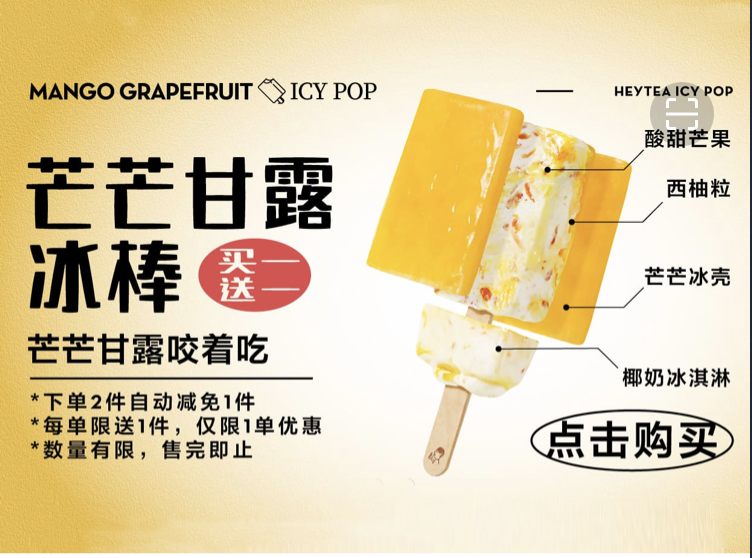 MANGO GRAPEFRUIT ICY POP
HEYTEA ICY POP
芒芒甘露
冰棒
买一
送一
芒芒甘露咬着吃
*下单2件自动减免1件
*每单限送1件，仅限1单优惠
*数量有限，售完即止
酸甜芒果
西柚粒
芒芒冰壳
椰奶冰淇淋
点击购买